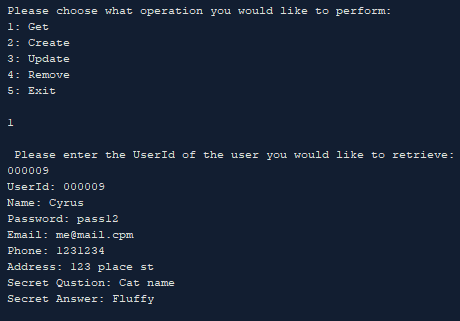 Please choose what operation you would like to perform:
1: Get
2: Create
3: Update
4: Remove
5: Exit
1
Please enter the UserId of the user you would like to retrieve:
000009
UserId: 000009
Name: Cyrus
Password: pass12
Email: me@mail.cpm
Phone: 1231234
Address: 123 place st
Secret Qustion: Cat name
Secret Answer: Fluffy